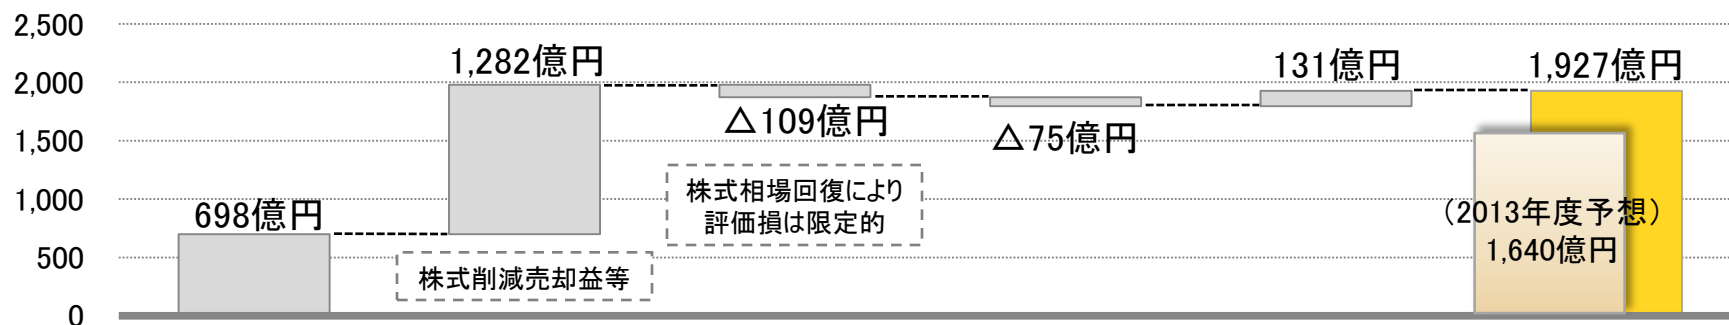 2,500
2,000
1,500
1,000
500
0
698億円
1,282億円
△109億円
△75億円
131億円
1,927億円
株式削減売却益等
株式相場回復により
評価損は限定的
（2013年度予想）
1,640億円